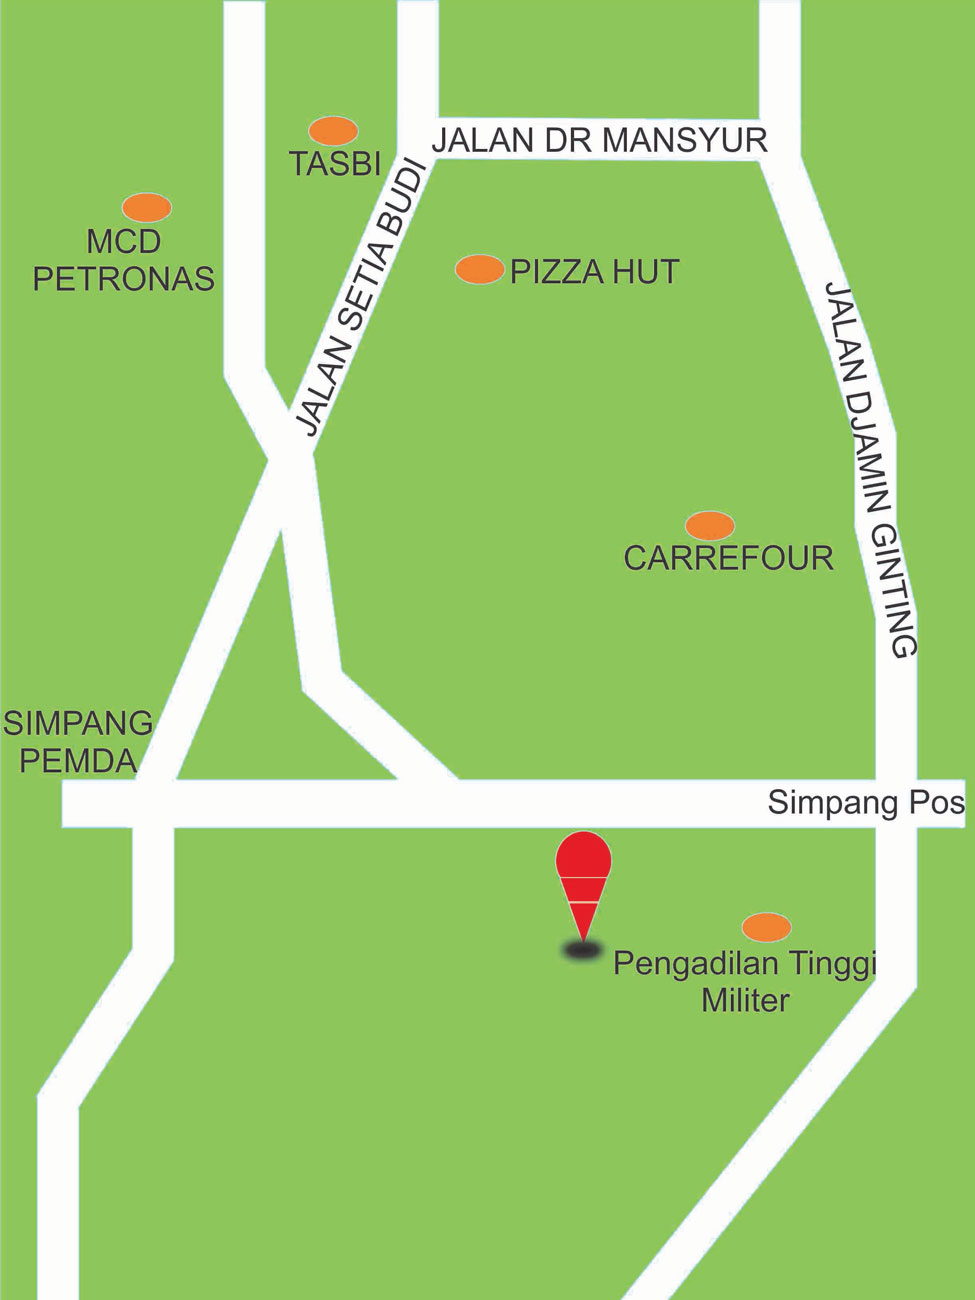 JALAN DR MANSYUR
TASBI
JALAN SETIA BUDI
MCD
PETRONAS
PIZZA HUT
JALAN DJAMIN GINTING
CARREFOUR
SIMPANG
PEMDA
Simpang Pos
Pengadilan Tinggi
Militer